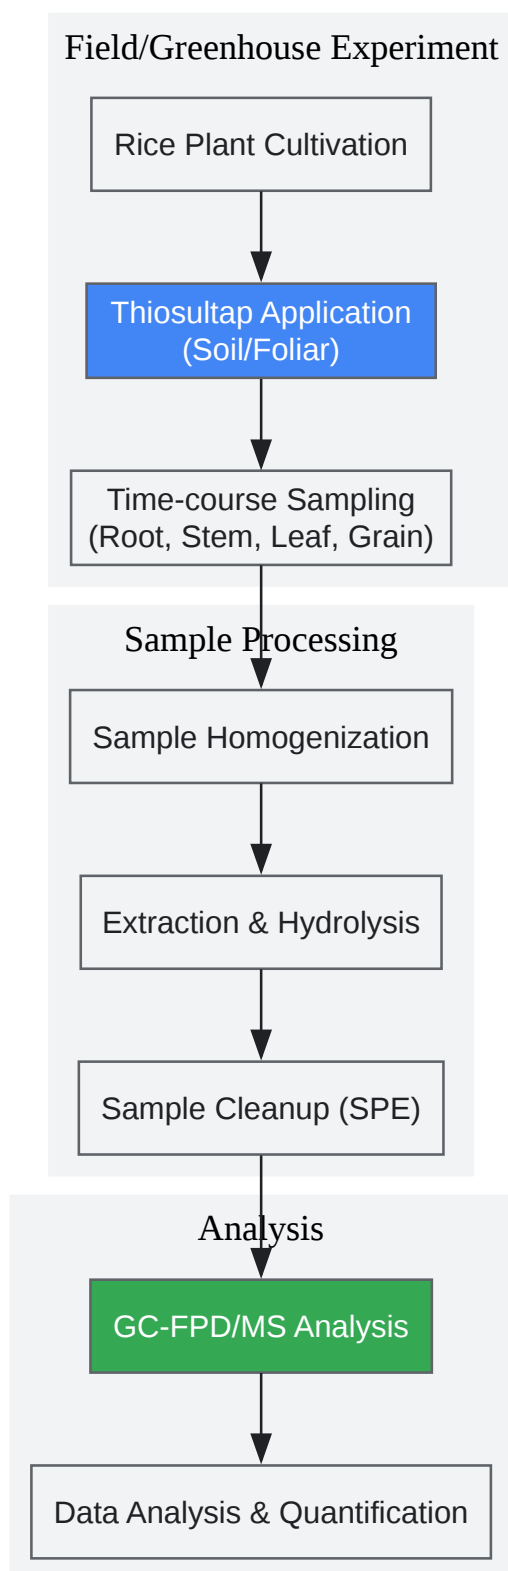 Field/Greenhouse Experiment
Rice Plant Cultivation
Thiosultap Application
(Soil/Foliar)
Time-course Sampling
(Root, Stem, Leaf, Grain)
Sample Processing
Sample Homogenization
Extraction & Hydrolysis
Sample Cleanup (SPE)
Analysis
GC-FPD/MS Analysis
Data Analysis & Quantification